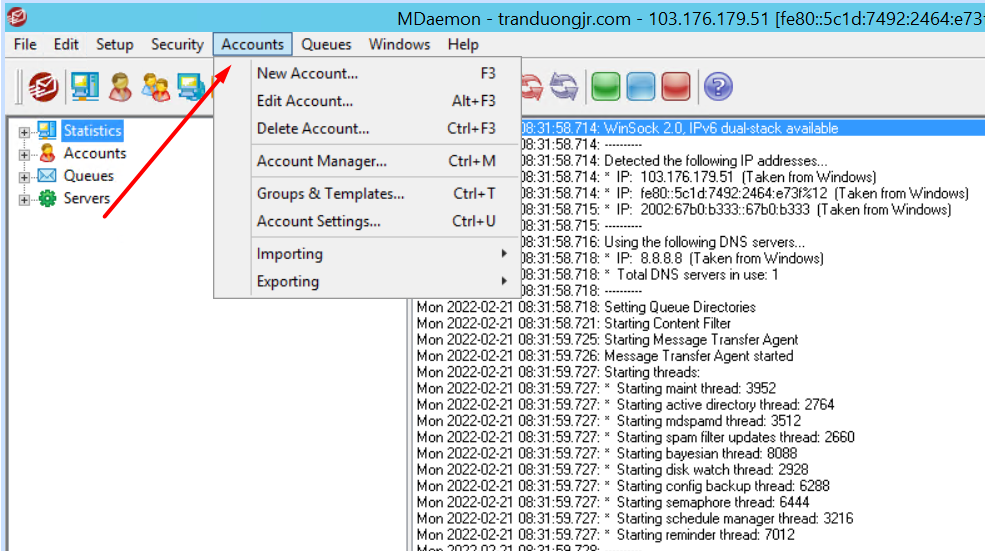 MDaemon - tranduongjr.com - 103.176.179.51 [fe80::5c1d:7492:2464:e73f
File Edit Setup Security Accounts Queues Windows Help
New Account... F3
Edit Account... Alt+F3
Delete Account... Ctrl+F3
Account Manager... Ctrl+M
Groups & Templates... Ctrl+T
Account Settings... Ctrl+U
Importing
Exporting
Statistics
Accounts
Queues
Servers
08:31:58.714: WinSock 2.0, IPv6 dual-stack available
08:31:58.714: ----------
08:31:58.714: Detected the following IP addresses...
08:31:58.714: * IP: 103.176.179.51 (Taken from Windows)
08:31:58.714: * IP: fe80::5c1d:7492:2464:e73f%12 (Taken from Windows)
08:31:58.715: * IP: 2002:67b0:b333::67b0:b333 (Taken from Windows)
08:31:58.715: ----------
08:31:58.716: Using the following DNS servers...
08:31:58.718: * IP: 8.8.8.8 (Taken from Windows)
08:31:58.718: * Total DNS servers in use: 1
08:31:58.718: ----------
Mon 2022-02-21 08:31:58.718: Setting Queue Directories
Mon 2022-02-21 08:31:58.721: Starting Content Filter
Mon 2022-02-21 08:31:59.725: Starting Message Transfer Agent
Mon 2022-02-21 08:31:59.726: Message Transfer Agent started
Mon 2022-02-21 08:31:59.727: Starting threads:
Mon 2022-02-21 08:31:59.727: * Starting maint thread: 3952
Mon 2022-02-21 08:31:59.727: * Starting active directory thread: 2764
Mon 2022-02-21 08:31:59.727: * Starting mdspamd thread: 3512
Mon 2022-02-21 08:31:59.727: * Starting spam filter updates thread: 2660
Mon 2022-02-21 08:31:59.727: * Starting bayesian thread: 8088
Mon 2022-02-21 08:31:59.727: * Starting disk watch thread: 2928
Mon 2022-02-21 08:31:59.727: * Starting config backup thread: 6288
Mon 2022-02-21 08:31:59.727: * Starting semaphore thread: 6444
Mon 2022-02-21 08:31:59.727: * Starting schedule manager thread: 3216
Mon 2022-02-21 08:31:59.727: * Starting reminder thread: 7012
Mon 2022-02-21 08:31:59.728: ----------